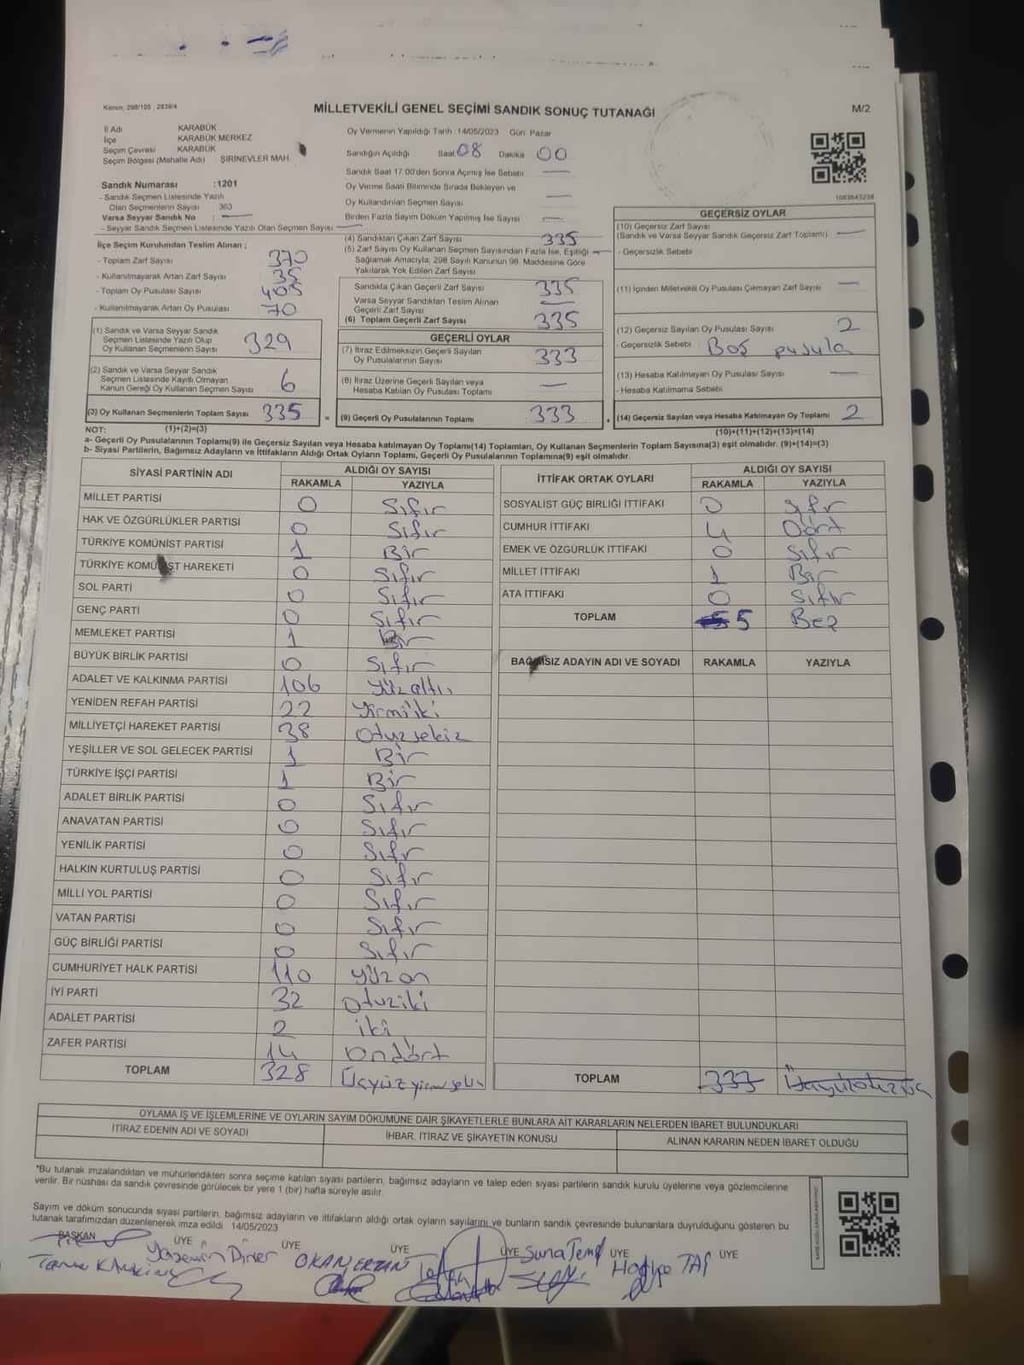 Kanun; 298/105 , 2839/4
MİLLETVEKİLİ GENEL SEÇİMİ SANDIK SONUÇ TUTANAĞI
M/2
İl Adı KARABÜK
İlçe KARABÜK MERKEZ
Seçim Çevresi KARABÜK
Seçim Bölgesi (Mahalle Adı) ŞİRİNEVLER MAH.
Oy Vermenin Yapıldığı Tarih :14/05/2023 Gün Pazar
Sandığın Açıldığı Saat 08 Dakika 00
Sandık Saat 17:00'den Sonra Açılmış İse Sebebi —
Oy Verme Saati Bitiminde Sırada Bekleyen ve
Oy Kullandırılan Seçmen Sayısı —
Birden Fazla Sayım Döküm Yapılmış İse Sayısı —
Sandık Numarası :1201
- Sandık Seçmen Listesinde Yazılı
Olan Seçmenlerin Sayısı 363
Varsa Seyyar Sandık No : —
- Seyyar Sandık Seçmen Listesinde Yazılı Olan Seçmen Sayısı —
İlçe Seçim Kurulundan Teslim Alınan ;
- Toplam Zarf Sayısı 370
- Kullanılmayarak Artan Zarf Sayısı 35
- Toplam Oy Pusulası Sayısı 405
- Kullanılmayarak Artan Oy Pusulası 70
(1) Sandık ve Varsa Seyyar Sandık
Seçmen Listesinde Yazılı Olup
Oy Kullanan Seçmenlerin Sayısı 329
(2) Sandık ve Varsa Seyyar Sandık
Seçmen Listesinde Kayıtlı Olmayan
Kanun Gereği Oy Kullanan Seçmen Sayısı 6
(3) Oy Kullanan Seçmenlerin Toplam Sayısı 335
(4) Sandıktan Çıkan Zarf Sayısı 335
(5) Zarf Sayısı Oy Kullanan Seçmen Sayısından Fazla İse, Eşitliği —
Sağlamak Amacıyla; 298 Sayılı Kanunun 98. Maddesine Göre
Yakılarak Yok Edilen Zarf Sayısı
Sandıkta Çıkan Geçerli Zarf Sayısı 335
Varsa Seyyar Sandıktan Teslim Alınan
Geçerli Zarf Sayısı —
(6) Toplam Geçerli Zarf Sayısı 335
GEÇERLİ OYLAR
(7) İtiraz Edilmeksizin Geçerli Sayılan
Oy Pusulalarının Sayısı 333
(8) İtiraz Üzerine Geçerli Sayılan veya
Hesaba Katılan Oy Pusulası Toplamı —
= (9) Geçerli Oy Pusulalarının Toplamı 333
1083843238
GEÇERSİZ OYLAR
(10) Geçersiz Zarf Sayısı
(Sandık ve Varsa Seyyar Sandık Geçersiz Zarf Toplamı) —
- Geçersizlik Sebebi
(11) İçinden Milletvekili Oy Pusulası Çıkmayan Zarf Sayısı —
(12) Geçersiz Sayılan Oy Pusulası Sayısı 2
- Geçersizlik Sebebi Boş pusula
(13) Hesaba Katılmayan Oy Pusulası Sayısı —
- Hesaba Katılmama Sebebi
+ (14) Geçersiz Sayılan veya Hesaba Katılmayan Oy Toplamı 2
NOT: (1)+(2)=(3) (10)+(11)+(12)+(13)=(14)
a- Geçerli Oy Pusulalarının Toplamı(9) ile Geçersiz Sayılan veya Hesaba katılmayan Oy Toplamı(14) Toplamları, Oy Kullanan Seçmenlerin Toplam Sayısına(3) eşit olmalıdır. (9)+(14)=(3)
b- Siyasi Partilerin, Bağımsız Adayların ve İttifakların Aldığı Ortak Oyların Toplamı, Geçerli Oy Pusulalarının Toplamına(9) eşit olmalıdır.
SİYASİ PARTİNİN ADI ALDIĞI OY SAYISI
RAKAMLA YAZIYLA
MİLLET PARTİSİ 0 Sıfır
HAK VE ÖZGÜRLÜKLER PARTİSİ 0 Sıfır
TÜRKİYE KOMÜNİST PARTİSİ 1 Bir
TÜRKİYE KOMÜNİST HAREKETİ 0 Sıfır
SOL PARTİ 0 Sıfır
GENÇ PARTİ 0 Sıfır
MEMLEKET PARTİSİ 1 Bir
BÜYÜK BİRLİK PARTİSİ 0 Sıfır
ADALET VE KALKINMA PARTİSİ 106 Yüzaltı
YENİDEN REFAH PARTİSİ 22 Yirmiiki
MİLLİYETÇİ HAREKET PARTİSİ 38 Otuzsekiz
YEŞİLLER VE SOL GELECEK PARTİSİ 1 Bir
TÜRKİYE İŞÇİ PARTİSİ 1 Bir
ADALET BİRLİK PARTİSİ 0 Sıfır
ANAVATAN PARTİSİ 0 Sıfır
YENİLİK PARTİSİ 0 Sıfır
HALKIN KURTULUŞ PARTİSİ 0 Sıfır
MİLLİ YOL PARTİSİ 0 Sıfır
VATAN PARTİSİ 0 Sıfır
GÜÇ BİRLİĞİ PARTİSİ 0 Sıfır
CUMHURİYET HALK PARTİSİ 110 Yüzon
İYİ PARTİ 32 Otuziki
ADALET PARTİSİ 2 iki
ZAFER PARTİSİ 14 Ondört
TOPLAM 328 Üçyüzyirmisekiz
İTTİFAK ORTAK OYLARI ALDIĞI OY SAYISI
RAKAMLA YAZIYLA
SOSYALİST GÜÇ BİRLİĞİ İTTİFAKI 0 Sıfır
CUMHUR İTTİFAKI 4 Dört
EMEK VE ÖZGÜRLÜK İTTİFAKI 0 Sıfır
MİLLET İTTİFAKI 1 Bir
ATA İTTİFAKI 0 Sıfır
TOPLAM 5 Beş
BAĞIMSIZ ADAYIN ADI VE SOYADI RAKAMLA YAZIYLA
TOPLAM 333
OYLAMA İŞ VE İŞLEMLERİNE VE OYLARIN SAYIM DÖKÜMÜNE DAİR ŞİKAYETLERLE BUNLARA AİT KARARLARIN NELERDEN İBARET BULUNDUKLARI
İTİRAZ EDENİN ADI VE SOYADI İHBAR, İTİRAZ VE ŞİKAYETİN KONUSU ALINAN KARARIN NEDEN İBARET OLDUĞU
*Bu tutanak imzalandıktan ve mühürlendikten sonra seçime katılan siyasi partilerin, bağımsız adayların ve talep eden siyasi partilerin sandık kurulu üyelerine veya gözlemcilerine
verilir. Bir nüshası da sandık çevresinde görülecek bir yere 1 (bir) hafta süreyle asılır.
Sayım ve döküm sonucunda siyasi partilerin, bağımsız adayların ve ittifakların aldığı ortak oyların sayılarını ve bunların sandık çevresinde bulunanlara duyrulduğunu gösteren bu
tutanak tarafımızdan düzenlenerek imza edildi 14/05/2023
BAŞKAN ÜYE ÜYE ÜYE ÜYE ÜYE ÜYE
Yasemin Diner OKAN ERTAN Suna Temel Hatice TAŞ